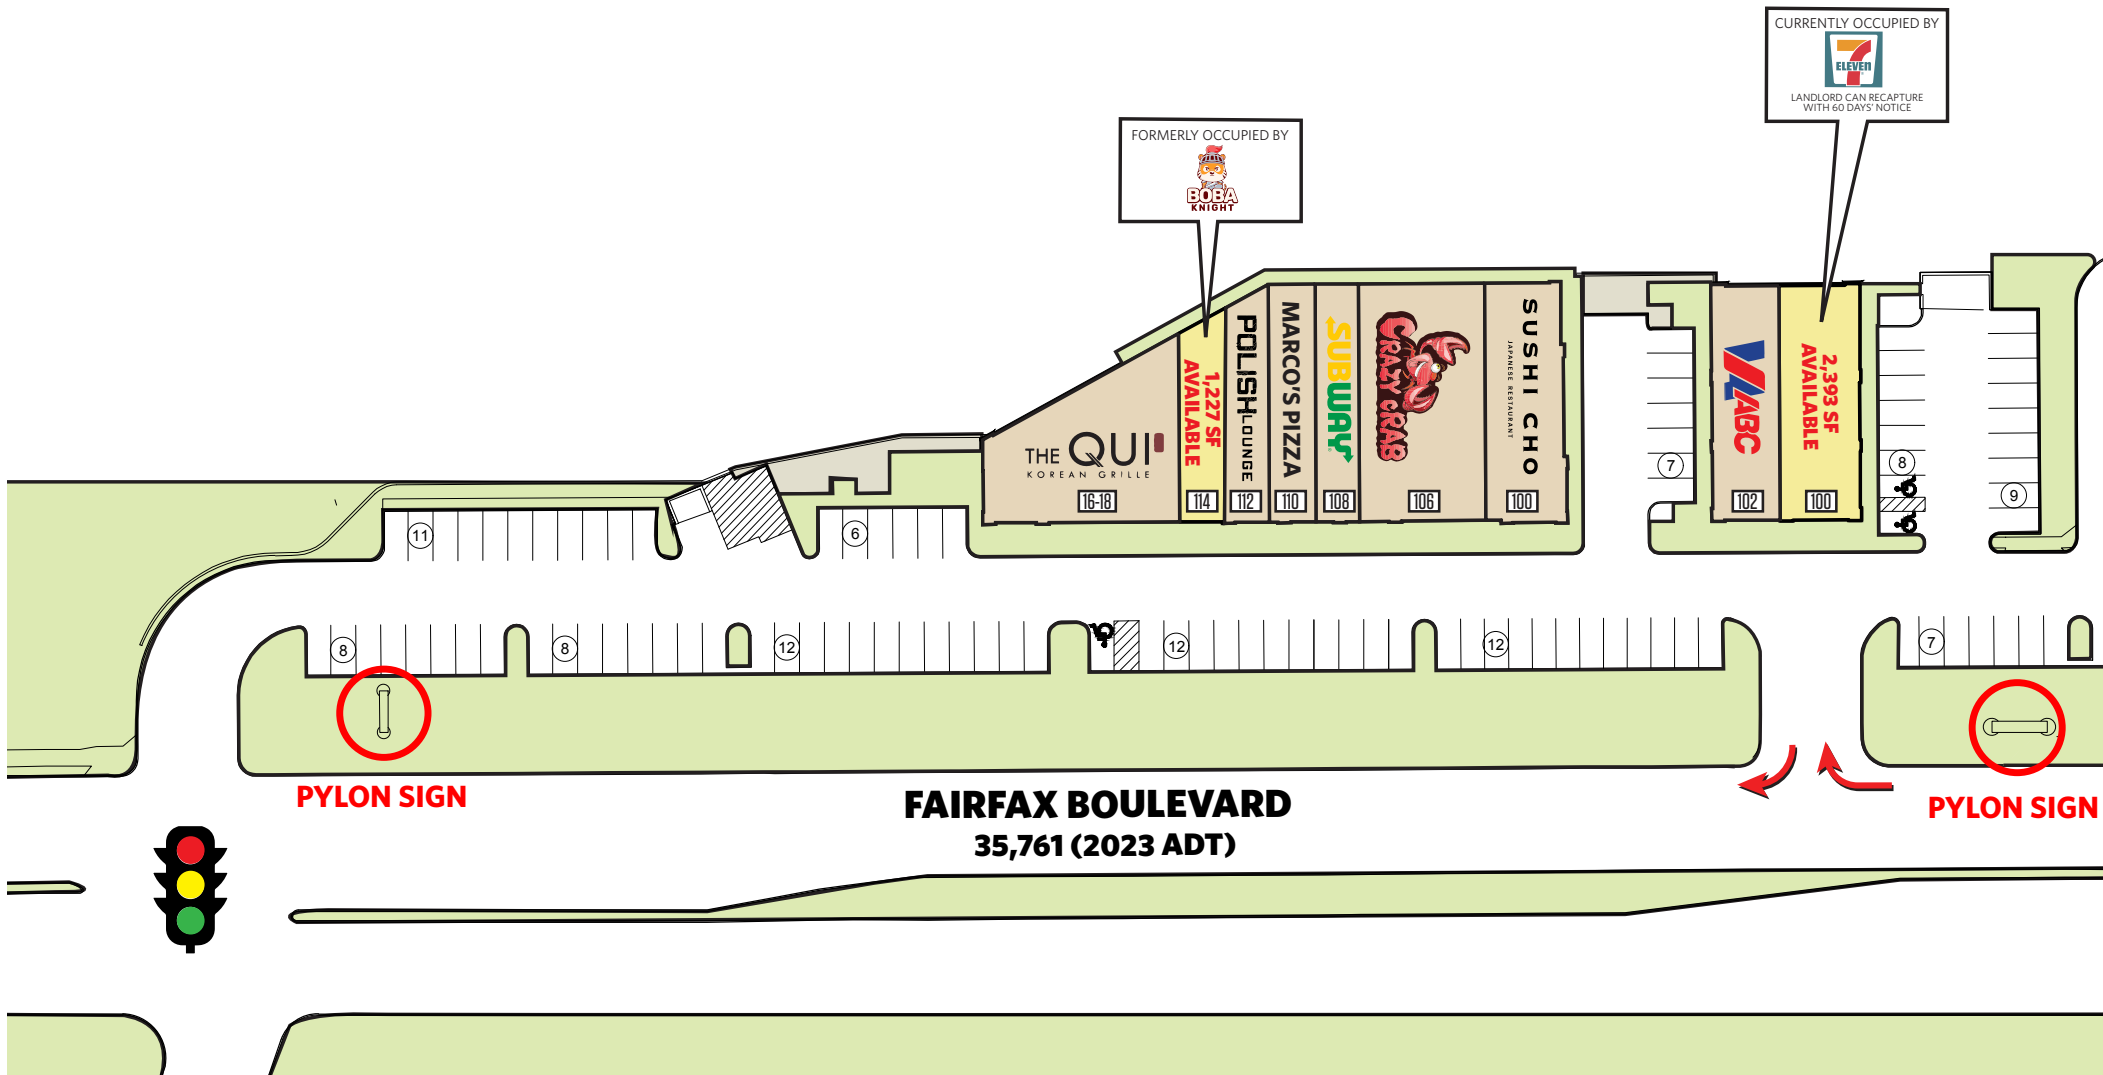 CURRENTLY OCCUPIED BY
7
ELEVEn
LANDLORD CAN RECAPTURE
WITH 60 DAYS' NOTICE
FORMERLY OCCUPIED BY
BOBA
KNIGHT
THE QUI
KOREAN GRILLE
16-18
1,227 SF
AVAILABLE
114
POLISH LOUNGE
112
MARCO'S PIZZA
110
SUBWAY
108
CRAZY CRAB
106
SUSHI CHO
JAPANESE RESTAURANT
100
VA ABC
102
2,393 SF
AVAILABLE
100
7
8
9
11
6
8
8
12
12
12
7
PYLON SIGN
FAIRFAX BOULEVARD
35,761 (2023 ADT)
PYLON SIGN